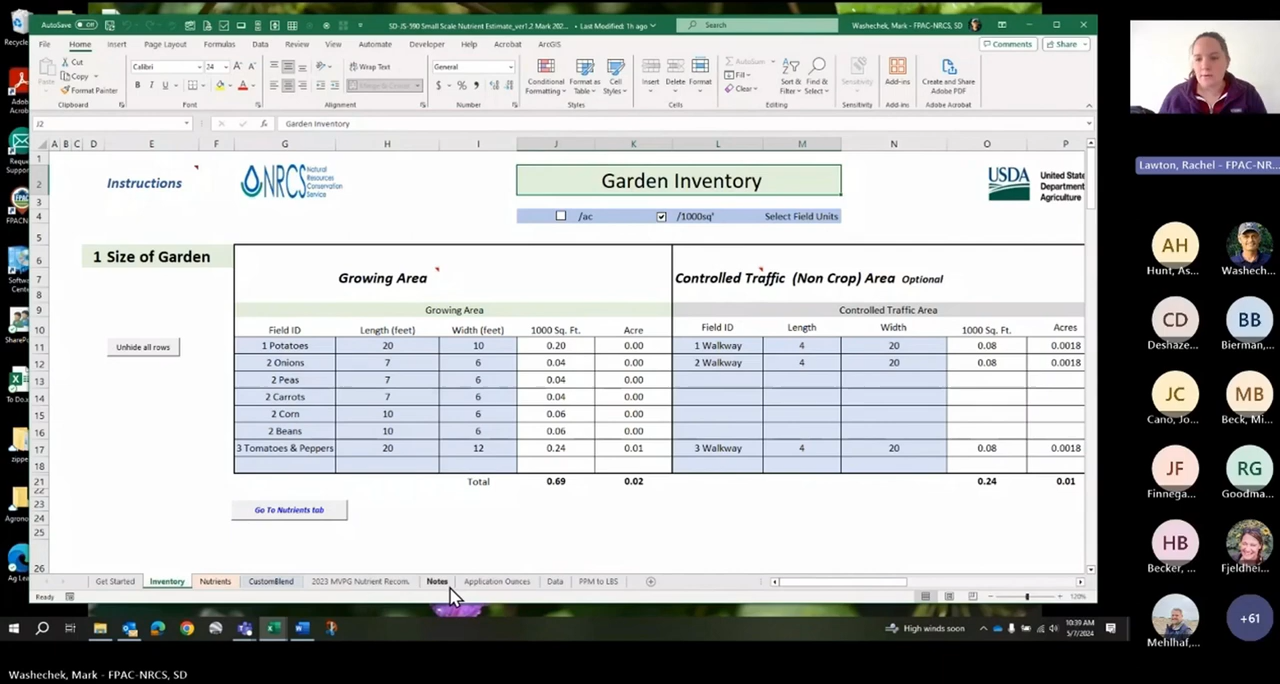 AutoSave Off SD-JS-590 Small Scale Nutrient Estimate_ver1.2 Mark 202... • Last Modified: 1h ago Search Washechek, Mark - FPAC-NRCS, SD
File Home Insert Page Layout Formulas Data Review View Automate Developer Help Acrobat ArcGIS Comments Share
Cut
Copy
Format Painter
Clipboard
Calibri 24
Font
Wrap Text
Alignment
General
Number
Conditional Formatting Format as Table Cell Styles
Styles
Insert Delete Format
Cells
AutoSum
Fill
Clear
Sort & Filter Find & Select
Editing
Sensitivity
Sensitivity
Add-ins
Add-ins
Create and Share Adobe PDF
Adobe Acrobat
J2 Garden Inventory
A B C D E F G H I J K L M N O P
Instructions
NRCS Natural Resources Conservation Service
Garden Inventory
USDA United State
Department
Agriculture
/ac /1000sq' Select Field Units
1 Size of Garden
Growing Area Controlled Traffic (Non Crop) Area Optional
Growing Area Controlled Traffic Area
Field ID Length (feet) Width (feet) 1000 Sq. Ft. Acre Field ID Length Width 1000 Sq. Ft. Acres
1 Potatoes 20 10 0.20 0.00 1 Walkway 4 20 0.08 0.0018
2 Onions 7 6 0.04 0.00 2 Walkway 4 20 0.08 0.0018
2 Peas 7 6 0.04 0.00
2 Carrots 7 6 0.04 0.00
2 Corn 10 6 0.06 0.00
2 Beans 10 6 0.06 0.00
3 Tomatoes & Peppers 20 12 0.24 0.01 3 Walkway 4 20 0.08 0.0018
Total 0.69 0.02 0.24 0.01
Unhide all rows
Go To Nutrients tab
Get Started Inventory Nutrients CustomBlend 2023 MVPG Nutrient Recom. Notes Application Ounces Data PPM to LBS
Ready 120%
High winds soon 10:39 AM
5/7/2024
Washechek, Mark - FPAC-NRCS, SD
Lawton, Rachel - FPAC-NR...
AH
Hunt, As...
Washech...
CD
Deshaze...
BB
Bierman,...
JC
Cano, Jo...
MB
Beck, Mi...
JF
Finnega...
RG
Goodma...
HB
Becker, ...
Fjeldhei...
Mehlhaf,...
+61